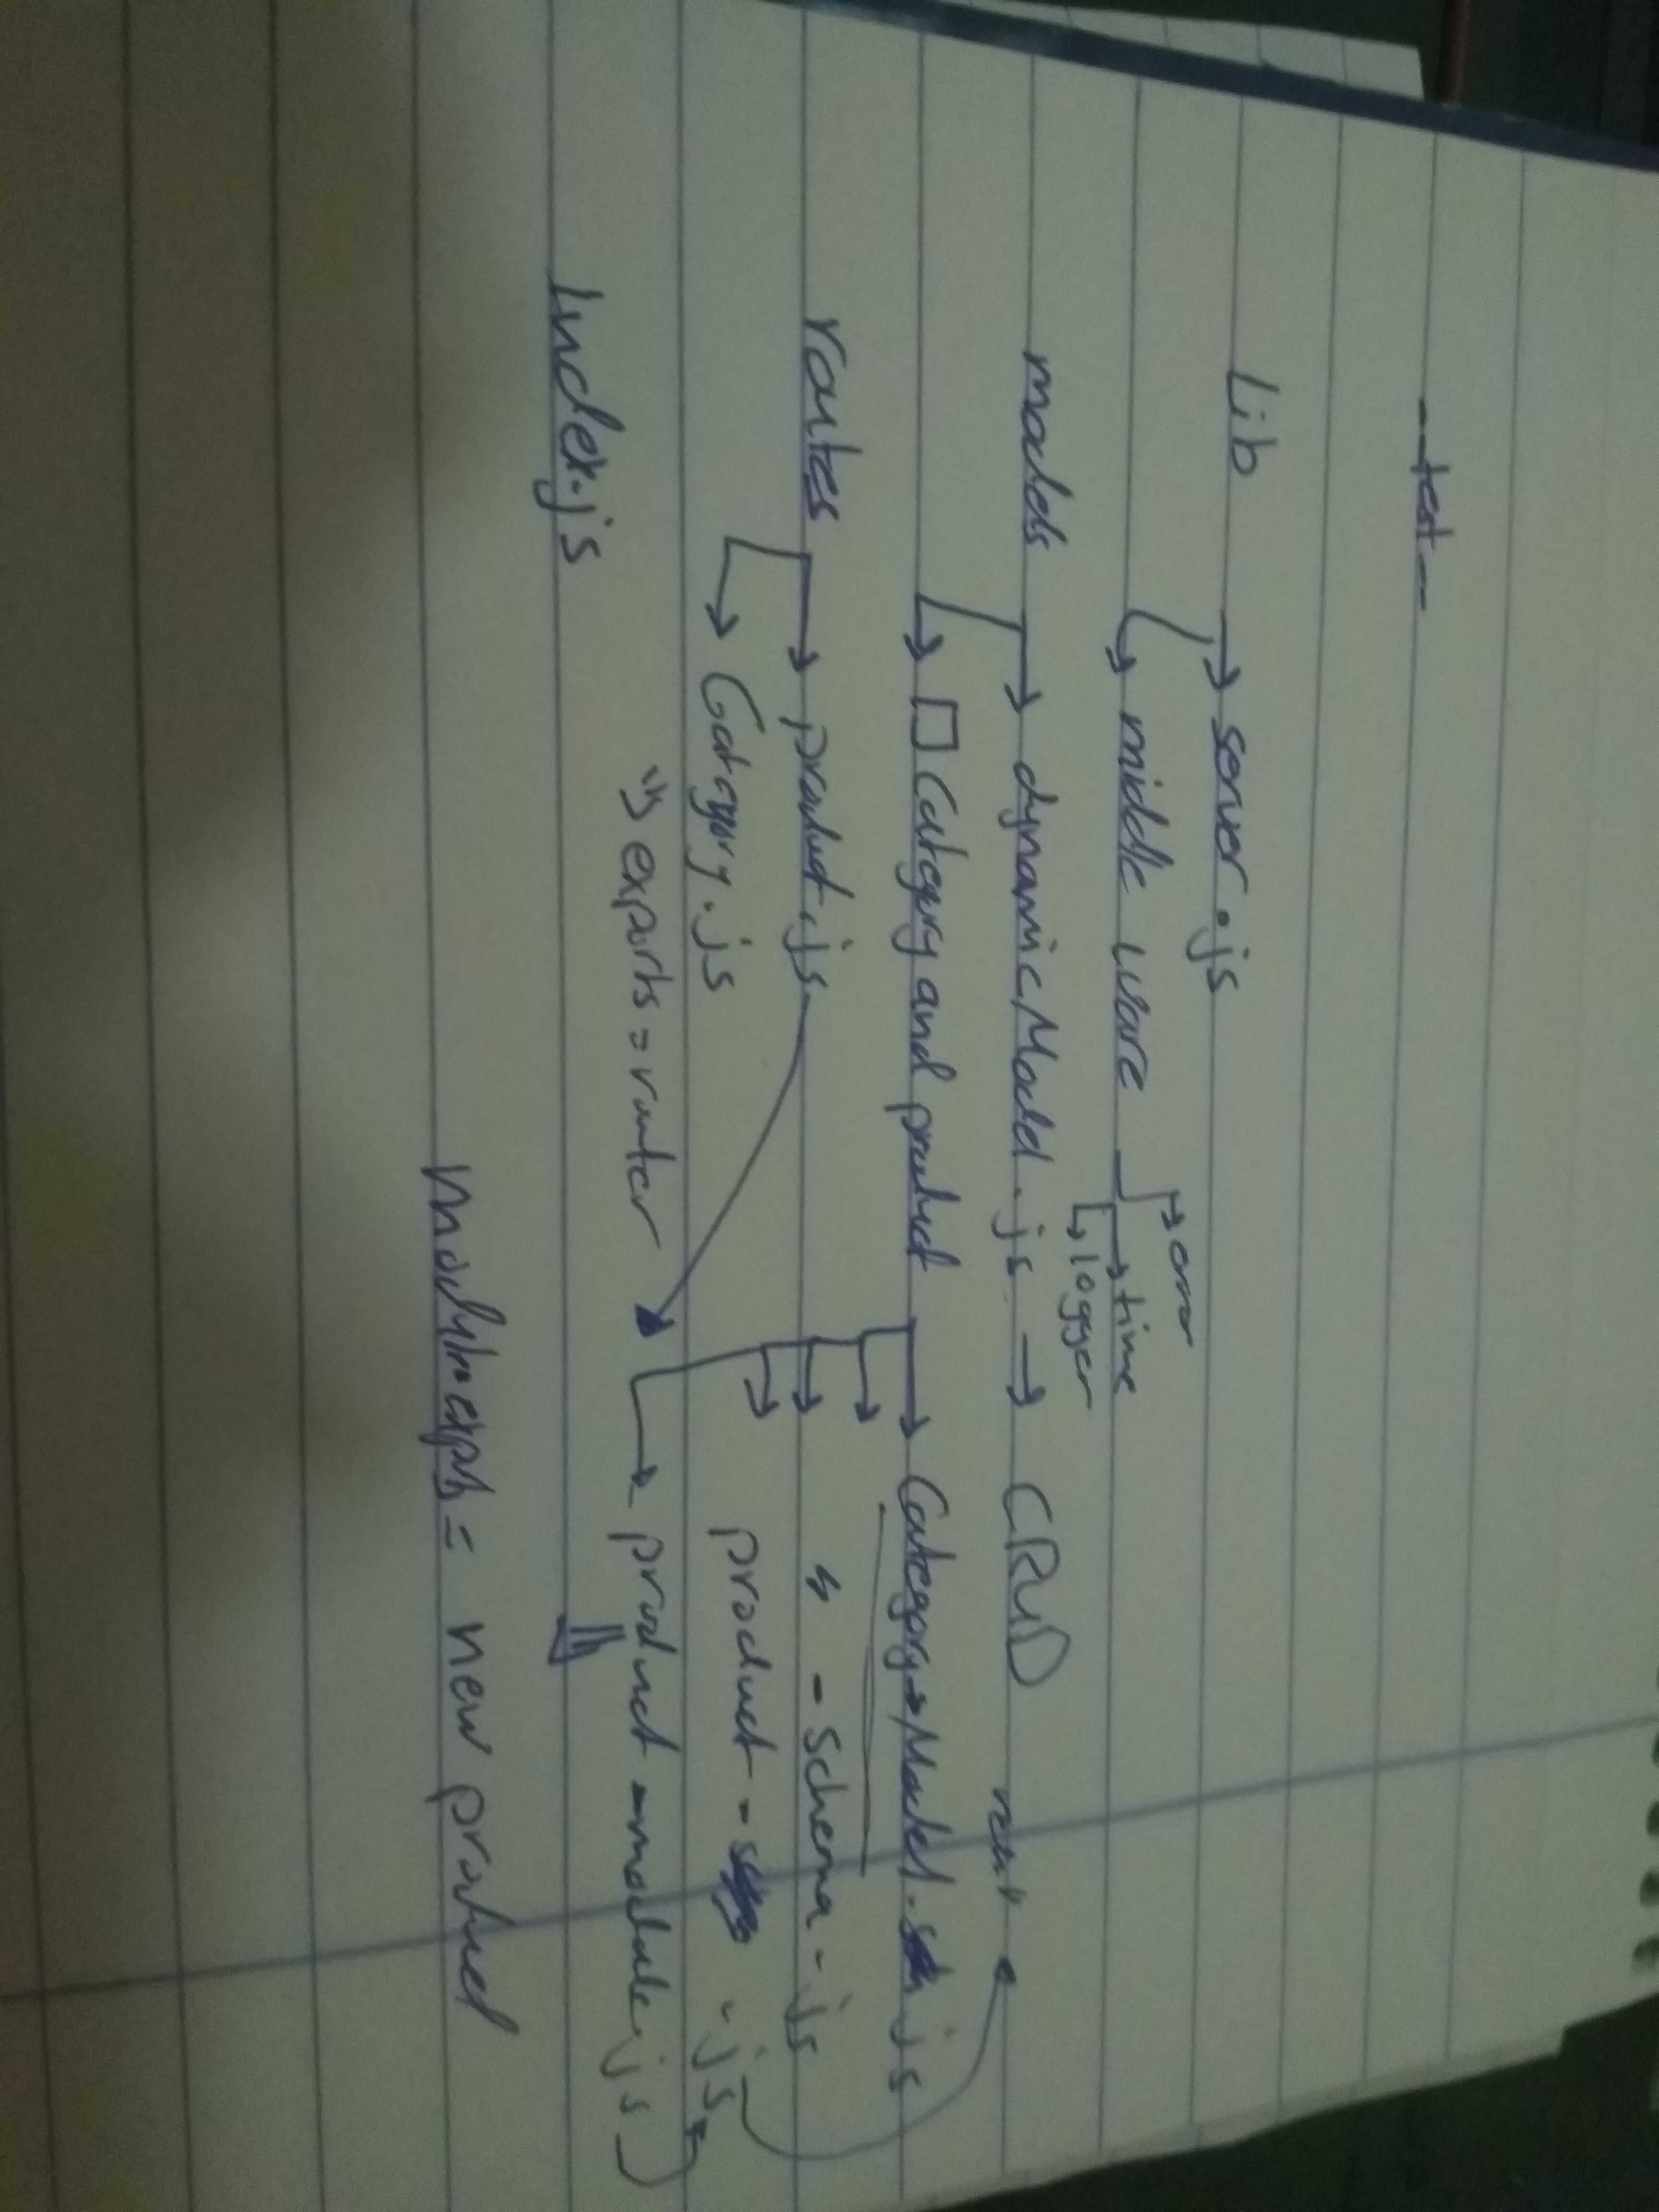 --test--
Lib → server.js
→ middle ware → error
→ time
→ logger
models → dynamicModel.js → CRUD
→ Category and product → Category-Model.js
" - Schema - js
product - .js
routes → product.js
→ Category.js
→ product-module.js
" exports = router
Index.js
module.exports = new product